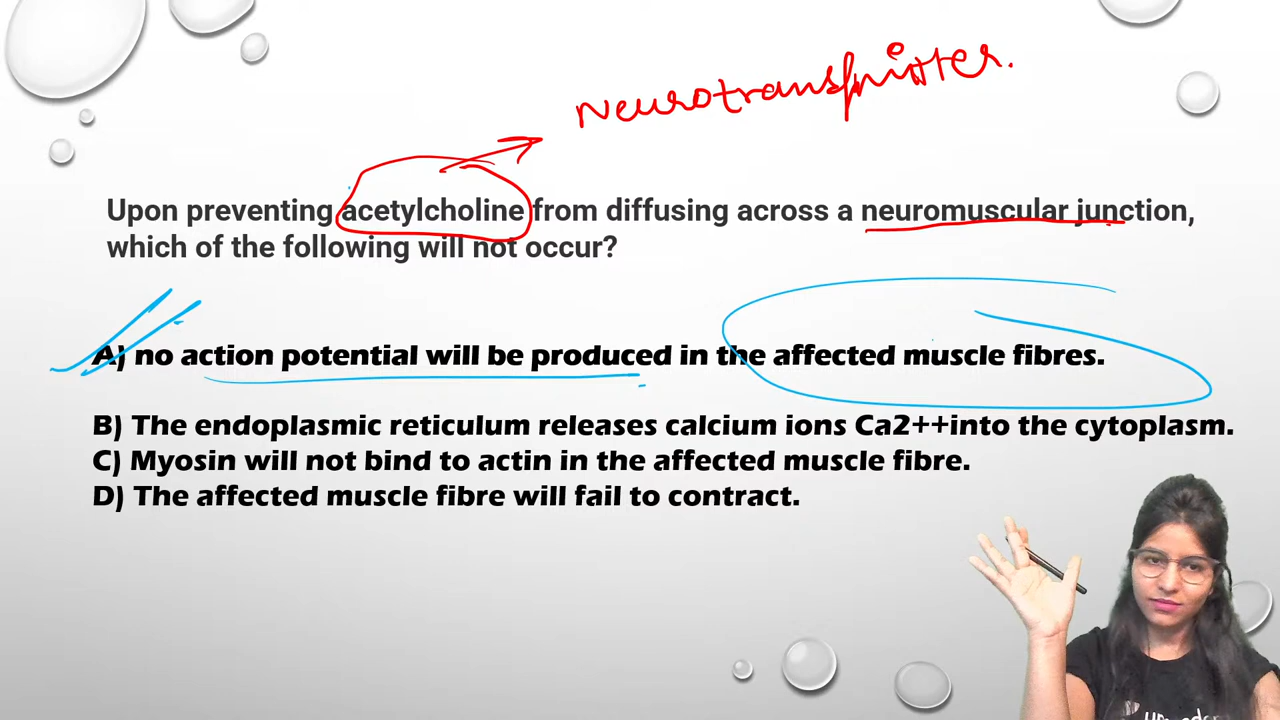 Neurotransmitter.
Upon preventing acetylcholine from diffusing across a neuromuscular junction,
which of the following will not occur?
A) no action potential will be produced in the affected muscle fibres.
B) The endoplasmic reticulum releases calcium ions Ca2++into the cytoplasm.
C) Myosin will not bind to actin in the affected muscle fibre.
D) The affected muscle fibre will fail to contract.